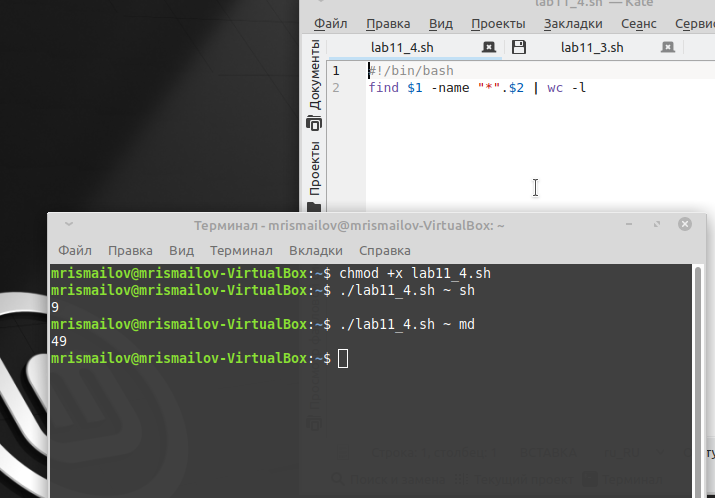 lab11_4.sh — Kate
Файл Правка Вид Проекты Закладки Сеанс Серви
Документы
Проекты
lab11_4.sh lab11_3.sh
1 #!/bin/bash
2 find $1 -name "*".$2 | wc -l
Терминал - mrismailov@mrismailov-VirtualBox: ~
Файл Правка Вид Терминал Вкладки Справка
mrismailov@mrismailov-VirtualBox:~$ chmod +x lab11_4.sh
mrismailov@mrismailov-VirtualBox:~$ ./lab11_4.sh ~ sh
9
mrismailov@mrismailov-VirtualBox:~$ ./lab11_4.sh ~ md
49
mrismailov@mrismailov-VirtualBox:~$